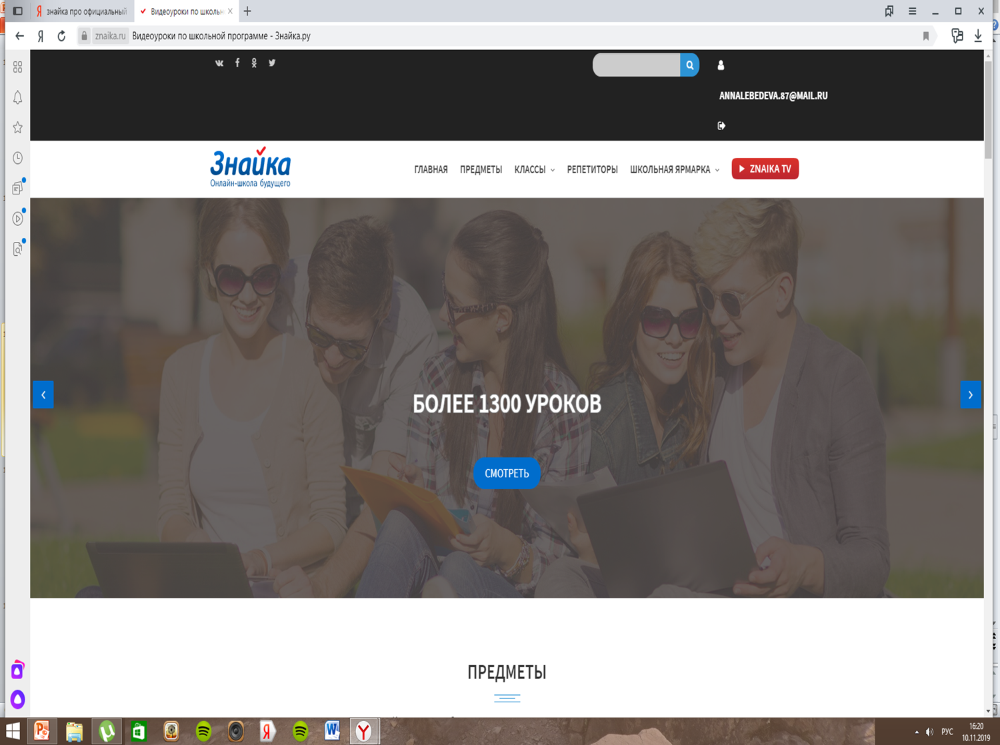 знайка про официальный
Видеоуроки по школьн
znaika.ru Видеоуроки по школьной программе - Знайка.ру
ANNALEBEDEVA.87@MAIL.RU
Знайка
Онлайн-школа будущего
ГЛАВНАЯ ПРЕДМЕТЫ КЛАССЫ РЕПЕТИТОРЫ ШКОЛЬНАЯ ЯРМАРКА ZNAIKA TV
БОЛЕЕ 1300 УРОКОВ
СМОТРЕТЬ
ПРЕДМЕТЫ
РУС
16:20
10.11.2019